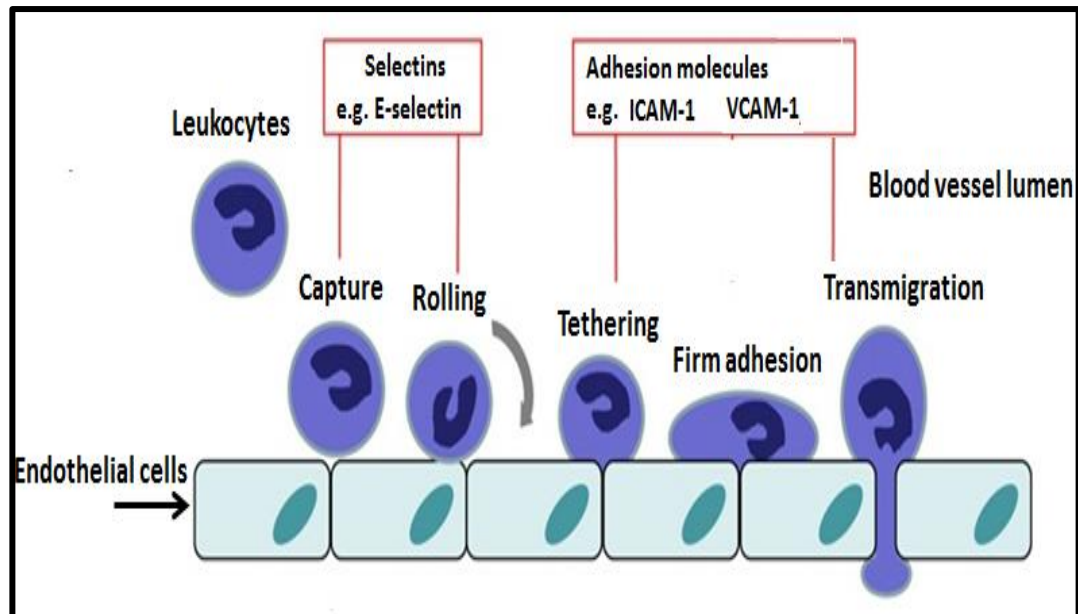 Selectins
e.g. E-selectin
Adhesion molecules
e.g. ICAM-1 VCAM-1,
Leukocytes
Blood vessel lumen
Capture
Rolling
Tethering
Firm adhesion
Transmigration
Endothelial cells